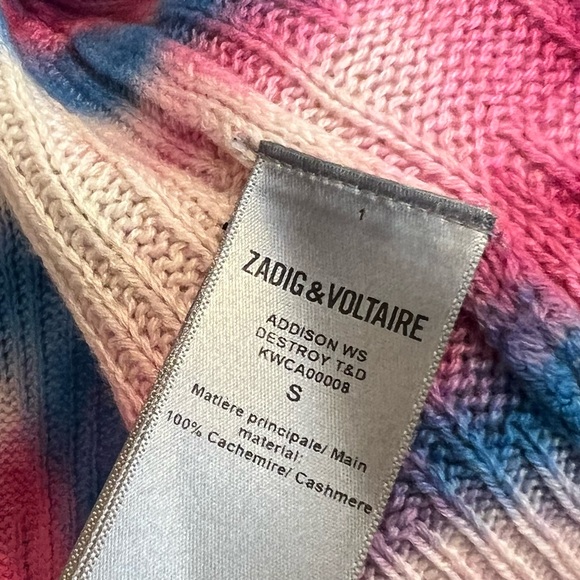 1
ZADIG&VOLTAIRE
ADDISON WS
DESTROY T&D
KWCA00008
S
Matiere principale/ Main
material:
100% Cachemire/ Cashmere